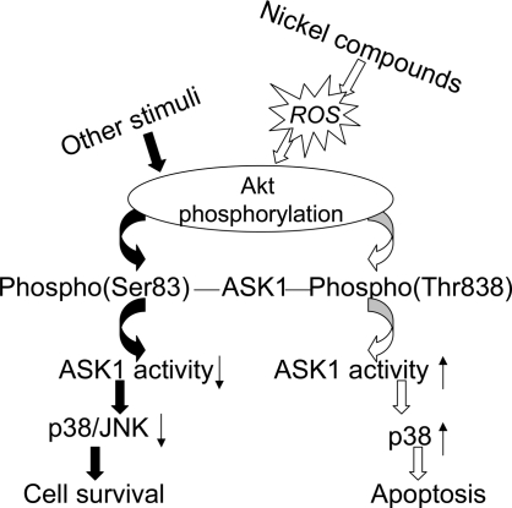 Nickel compounds
Other stimuli
ROS
Akt
phosphorylation
Phospho(Ser83) — ASK1 — Phospho(Thr838)
ASK1 activity ↓
ASK1 activity ↑
p38/JNK ↓
p38 ↑
Cell survival
Apoptosis